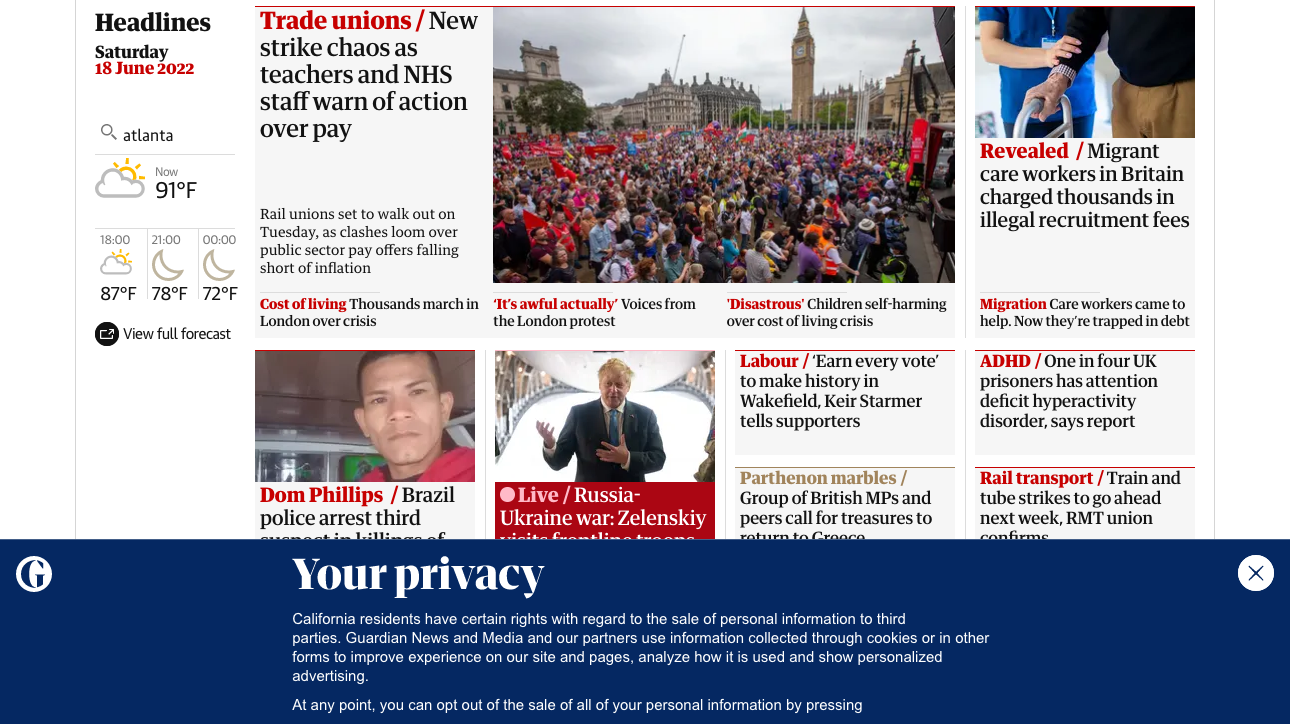 Headlines
Saturday
18 June 2022
atlanta
Now
91°F
18:00
87°F
21:00
78°F
00:00
72°F
View full forecast
Trade unions / New
strike chaos as
teachers and NHS
staff warn of action
over pay
Rail unions set to walk out on
Tuesday, as clashes loom over
public sector pay offers falling
short of inflation
Cost of living Thousands march in
London over crisis
‘It’s awful actually’ Voices from
the London protest
'Disastrous' Children self-harming
over cost of living crisis
Revealed / Migrant
care workers in Britain
charged thousands in
illegal recruitment fees
Migration Care workers came to
help. Now they’re trapped in debt
Dom Phillips / Brazil
police arrest third
suspect in killings of
Live / Russia-
Ukraine war: Zelenskiy
visits frontline troops
Labour / ‘Earn every vote’
to make history in
Wakefield, Keir Starmer
tells supporters
Parthenon marbles /
Group of British MPs and
peers call for treasures to
return to Greece
ADHD / One in four UK
prisoners has attention
deficit hyperactivity
disorder, says report
Rail transport / Train and
tube strikes to go ahead
next week, RMT union
confirms
G
Your privacy
California residents have certain rights with regard to the sale of personal information to third
parties. Guardian News and Media and our partners use information collected through cookies or in other
forms to improve experience on our site and pages, analyze how it is used and show personalized
advertising.
At any point, you can opt out of the sale of all of your personal information by pressing